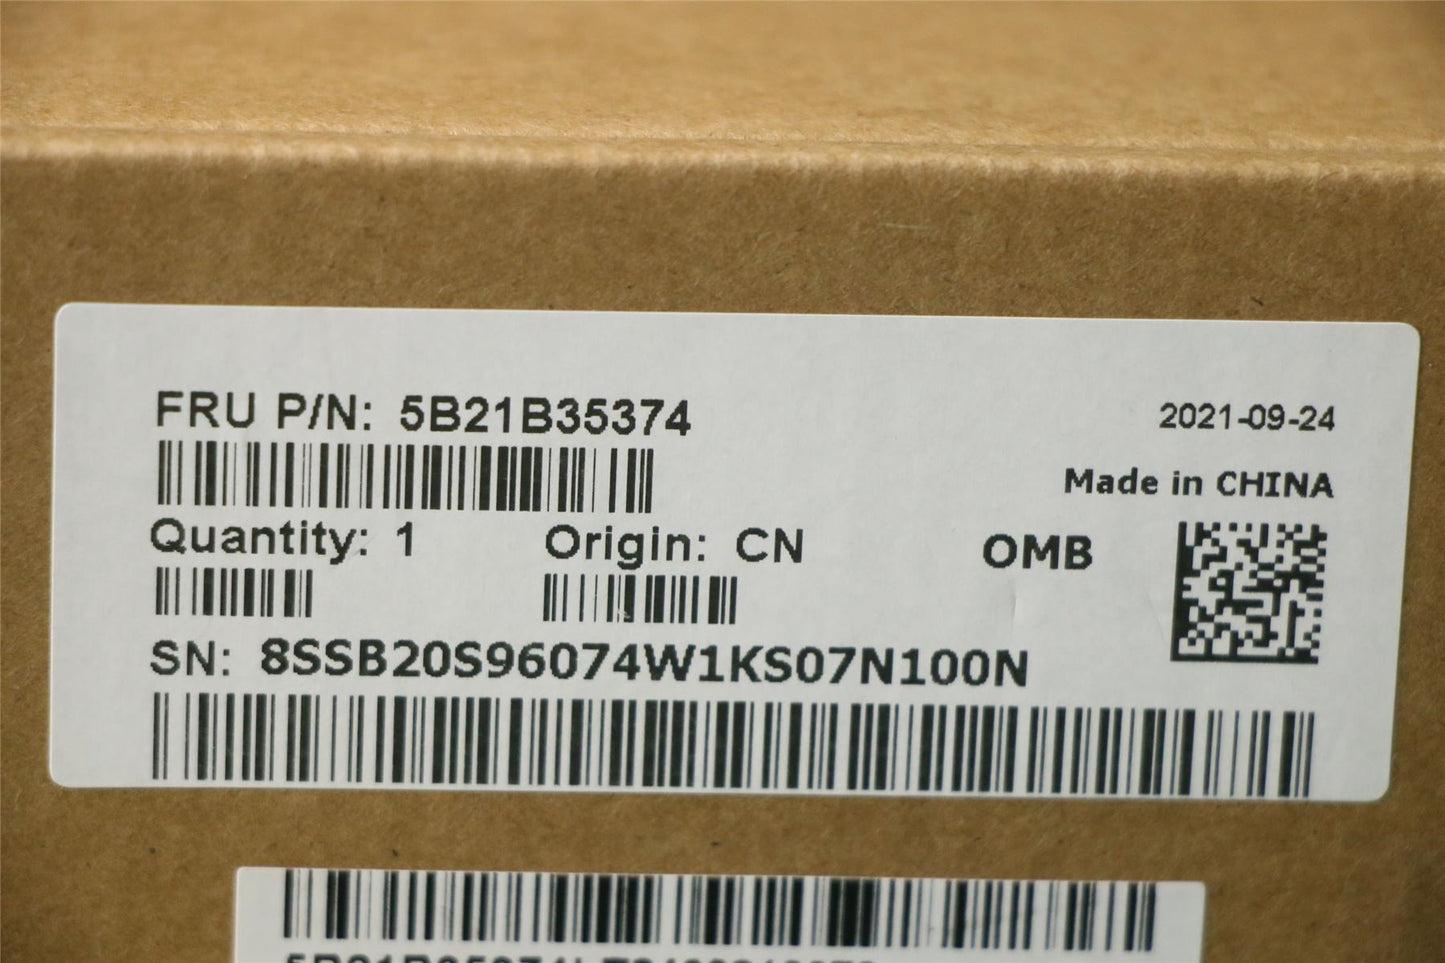 FRU P/N: 5B21B35374
2021-09-24
Made in CHINA
Quantity: 1
Origin: CN
OMB
SN: 8SSB20S96074W1KS07N100N